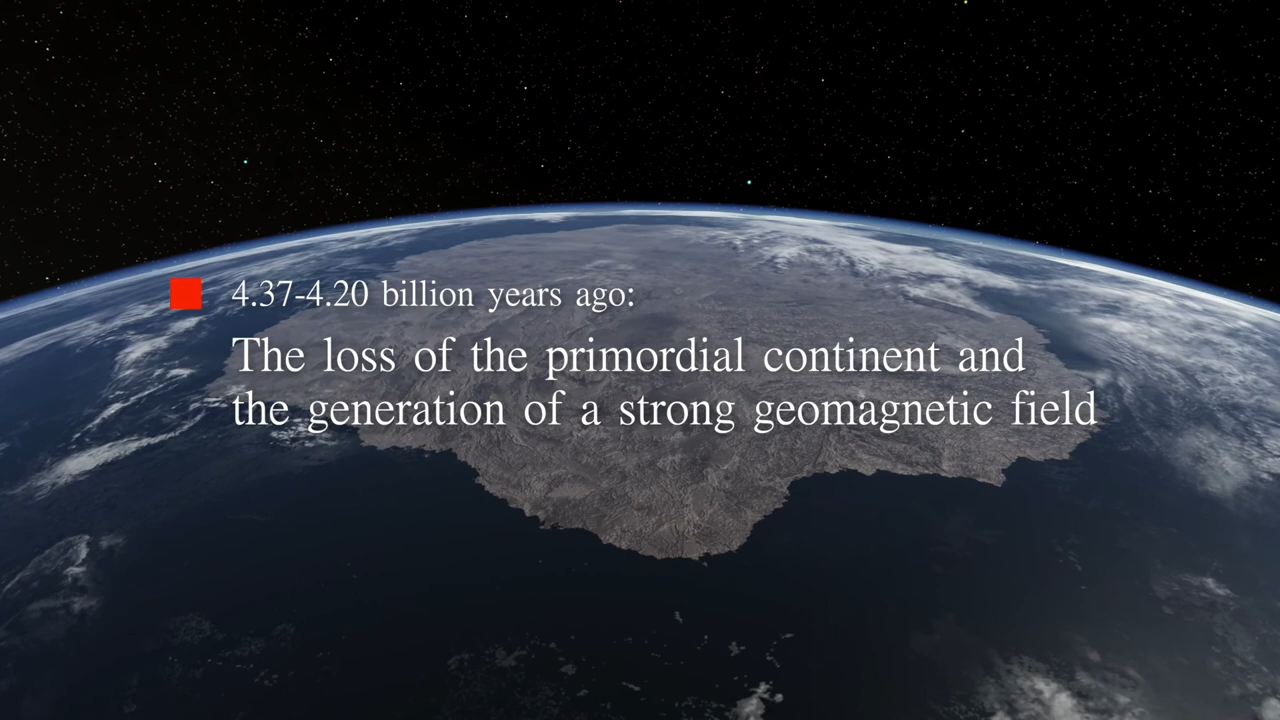 4.37-4.20 billion years ago:
The loss of the primordial continent and
the generation of a strong geomagnetic field